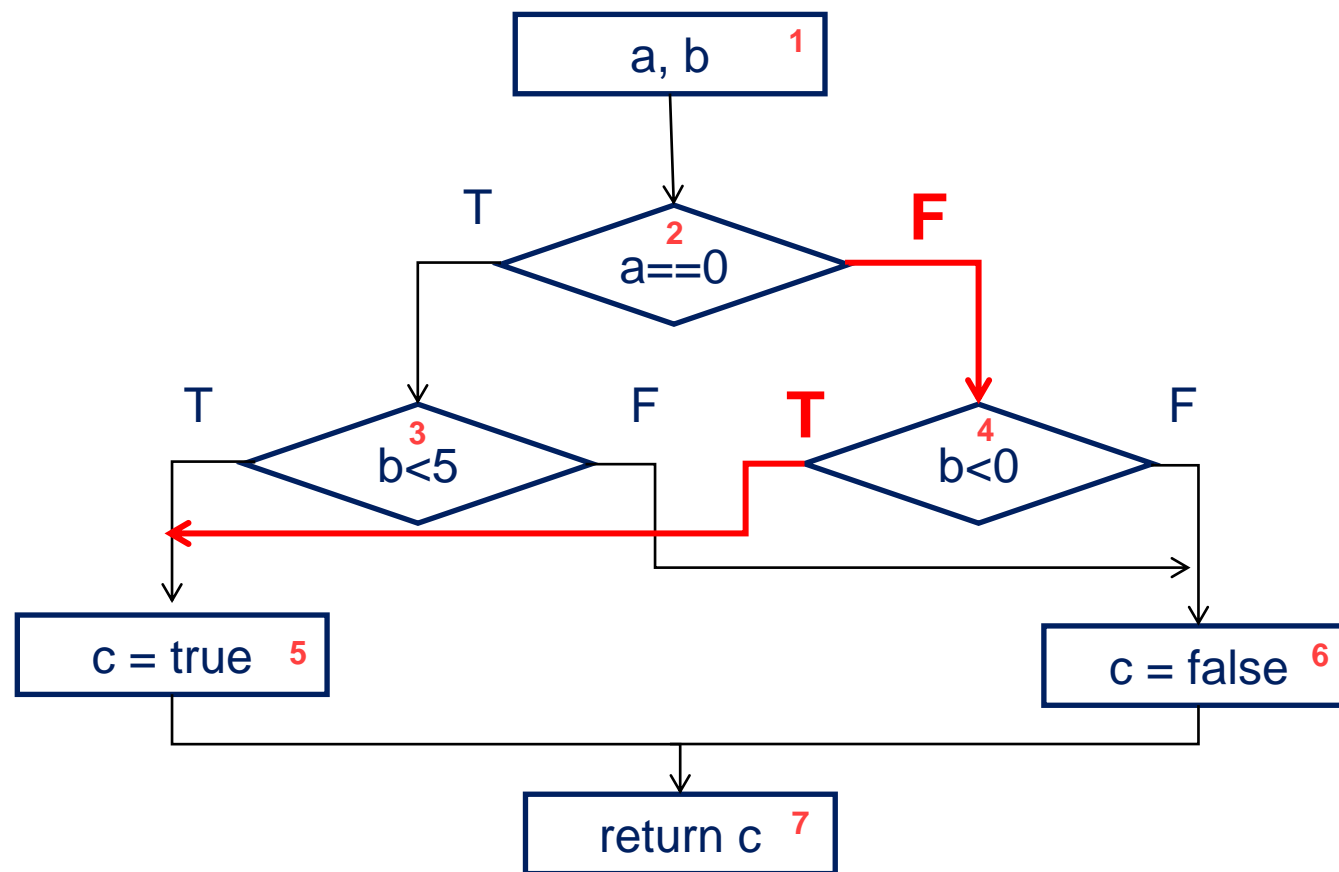 a, b 1
T F
2
a==0
T F T F
3
b<5
4
b<0
c = true 5
c = false 6
return c 7